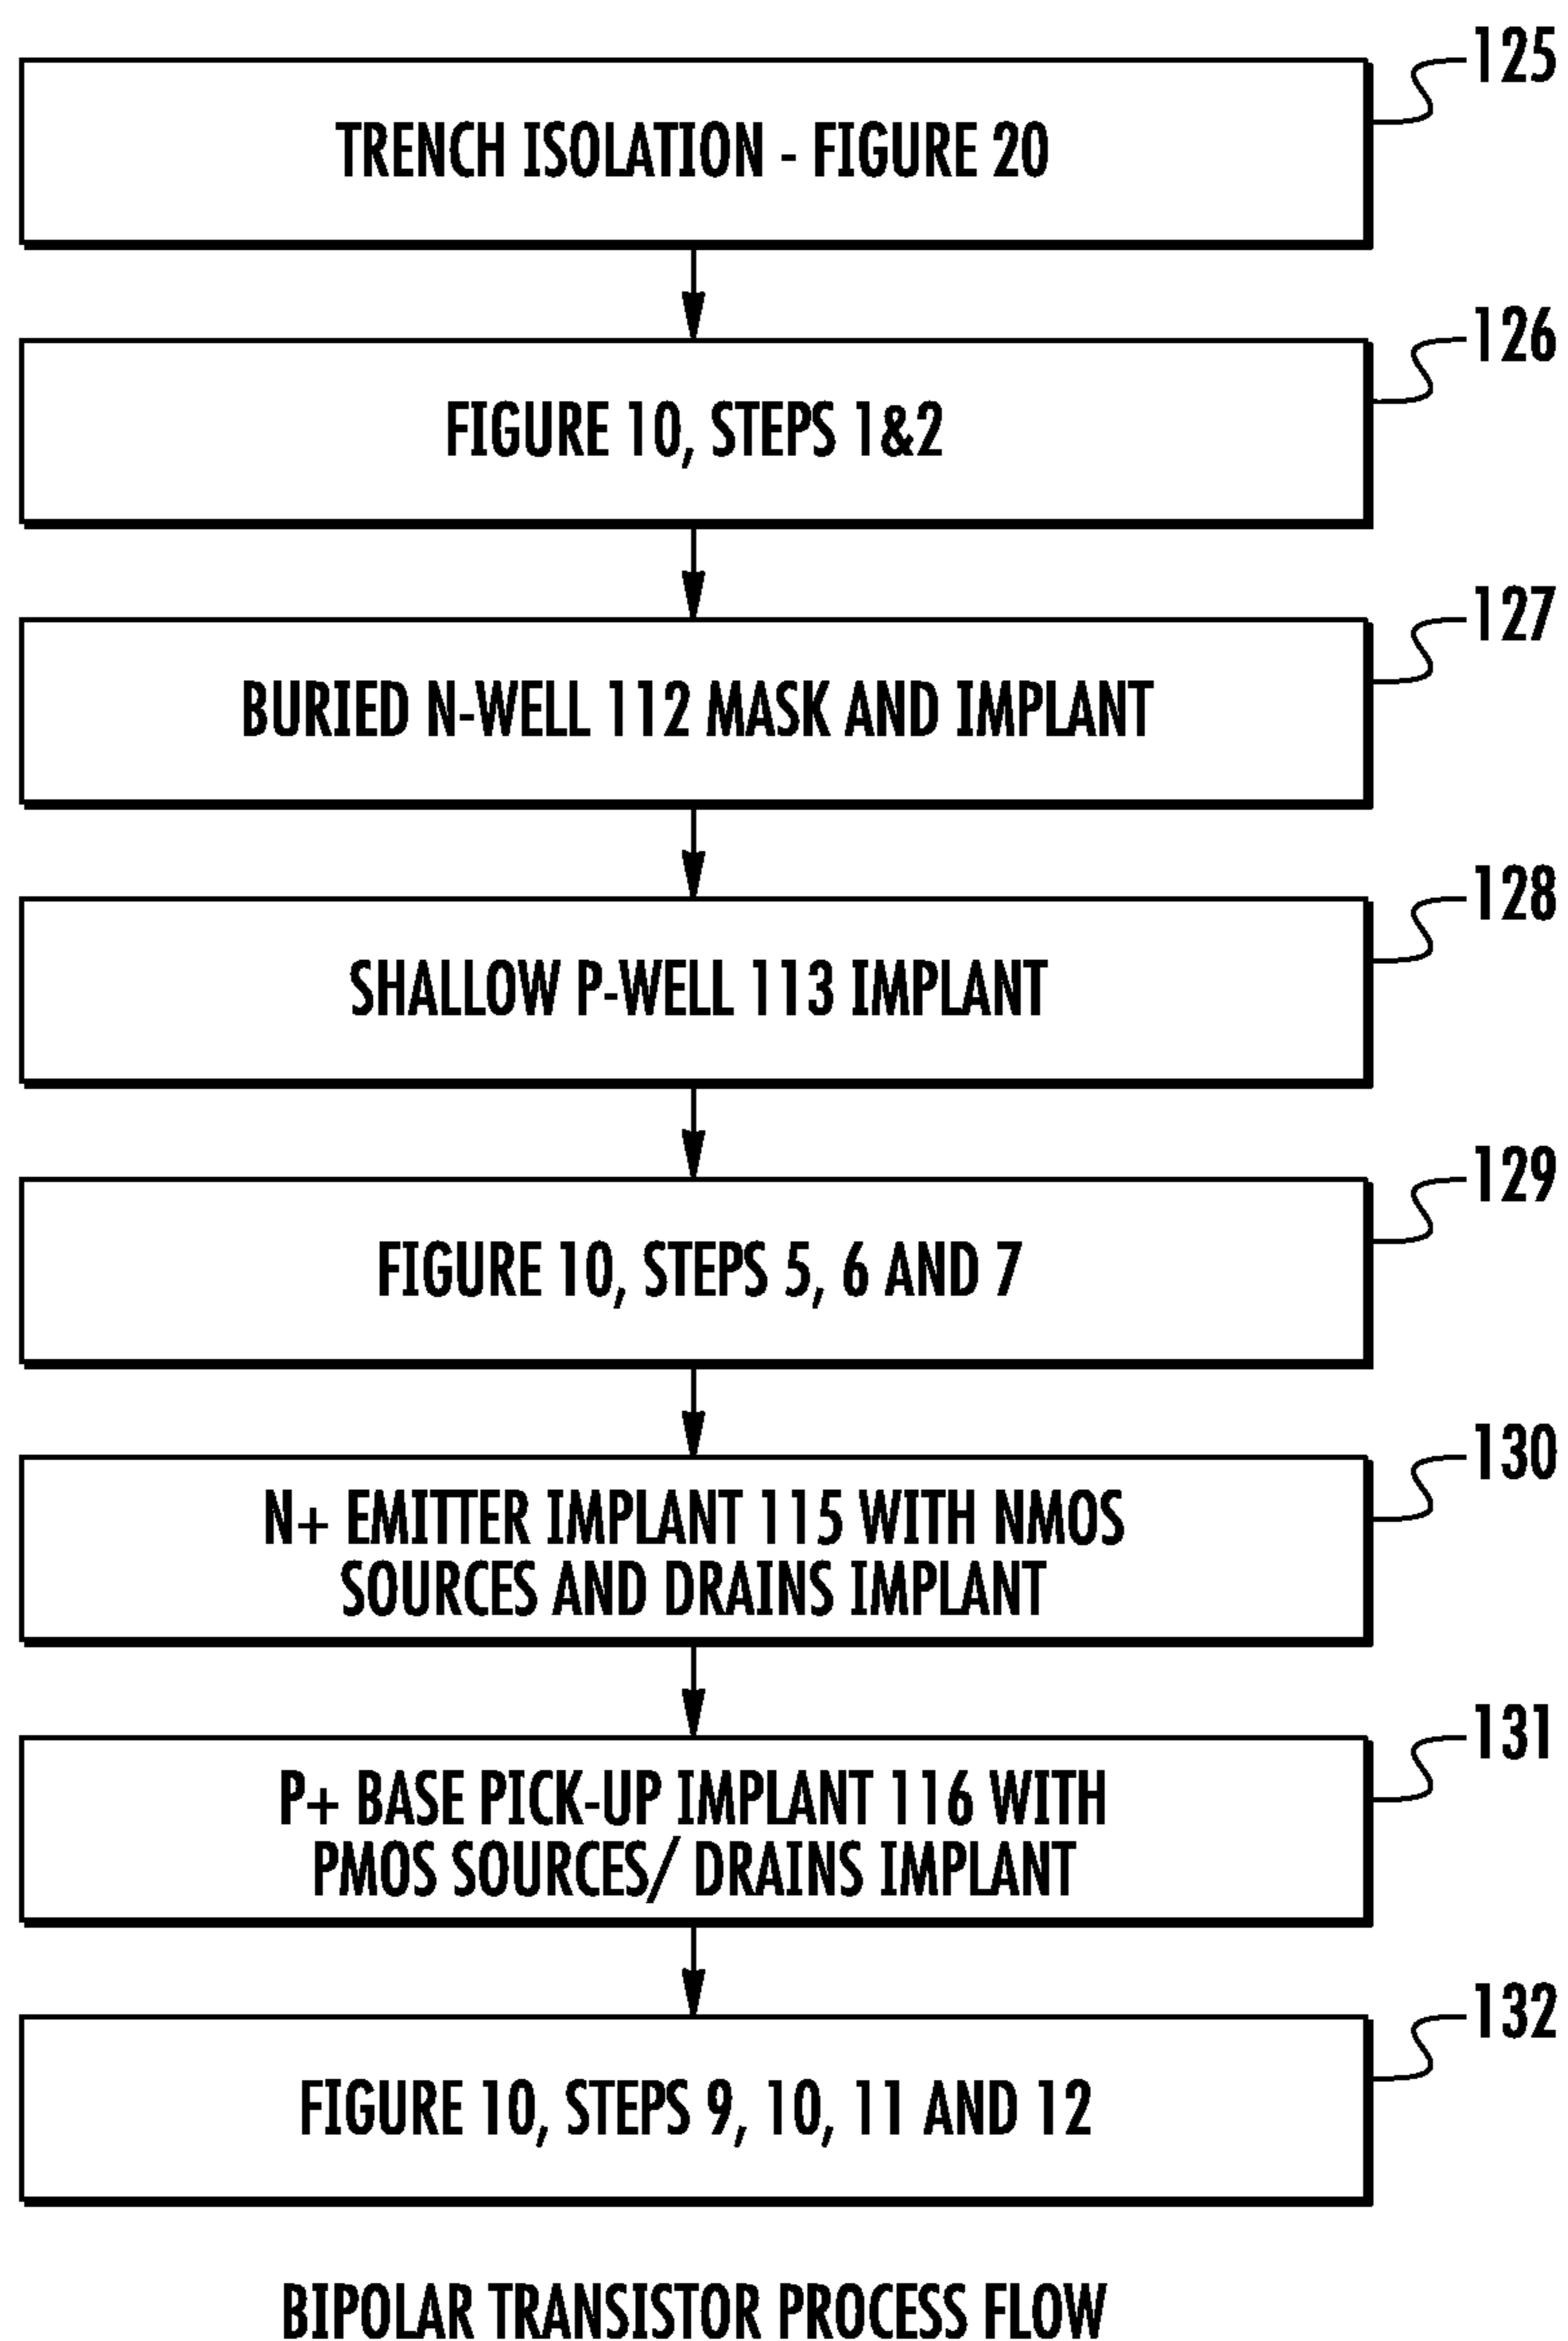 125
TRENCH ISOLATION - FIGURE 20
126
FIGURE 10, STEPS 1&2
127
BURIED N-WELL 112 MASK AND IMPLANT
128
SHALLOW P-WELL 113 IMPLANT
129
FIGURE 10, STEPS 5, 6 AND 7
130
N+ EMITTER IMPLANT 115 WITH NMOS
SOURCES AND DRAINS IMPLANT
131
P+ BASE PICK-UP IMPLANT 116 WITH
PMOS SOURCES/ DRAINS IMPLANT
132
FIGURE 10, STEPS 9, 10, 11 AND 12
BIPOLAR TRANSISTOR PROCESS FLOW